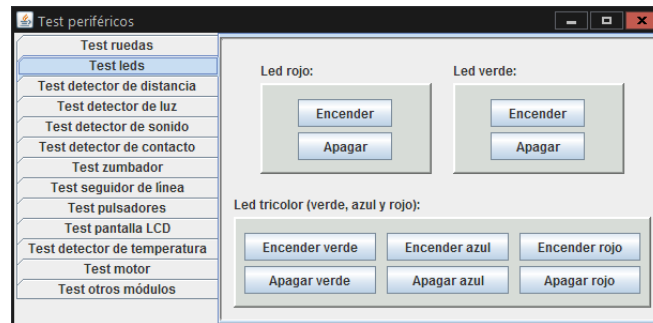 Test periféricos
Test ruedas
Test leds
Test detector de distancia
Test detector de luz
Test detector de sonido
Test detector de contacto
Test zumbador
Test seguidor de línea
Test pulsadores
Test pantalla LCD
Test detector de temperatura
Test motor
Test otros módulos
Led rojo:
Encender
Apagar
Led verde:
Encender
Apagar
Led tricolor (verde, azul y rojo):
Encender verde Encender azul Encender rojo
Apagar verde Apagar azul Apagar rojo